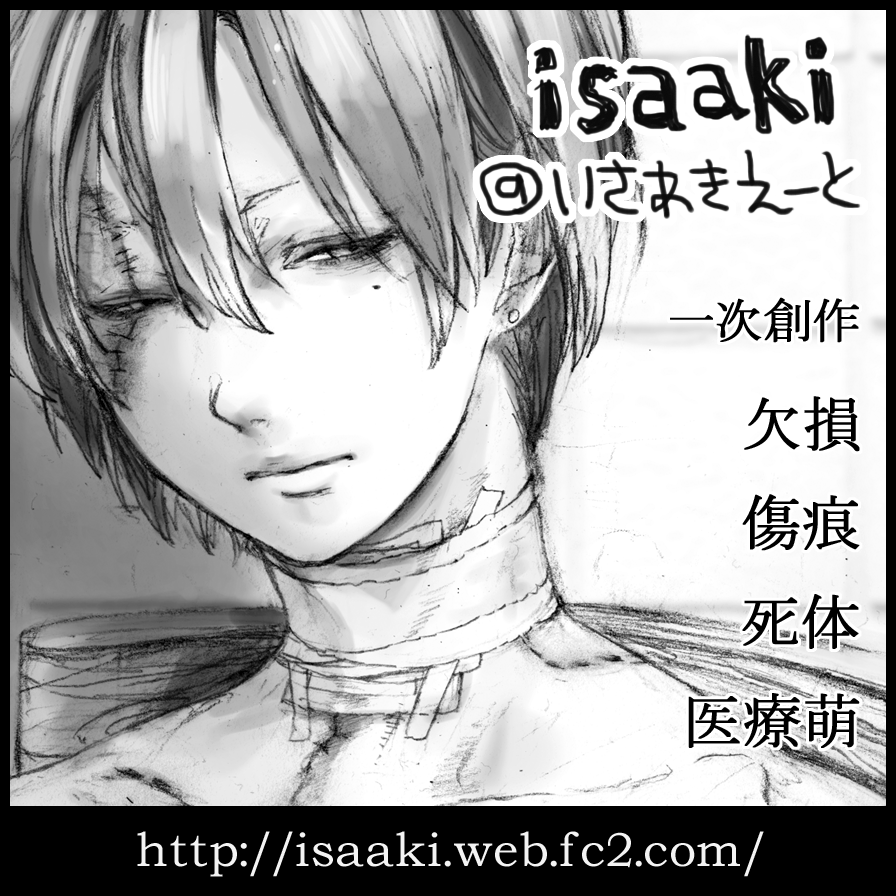 isaaki
@いさあきえーと
一次創作
欠損
傷痕
死体
医療萌
http://isaaki.web.fc2.com/